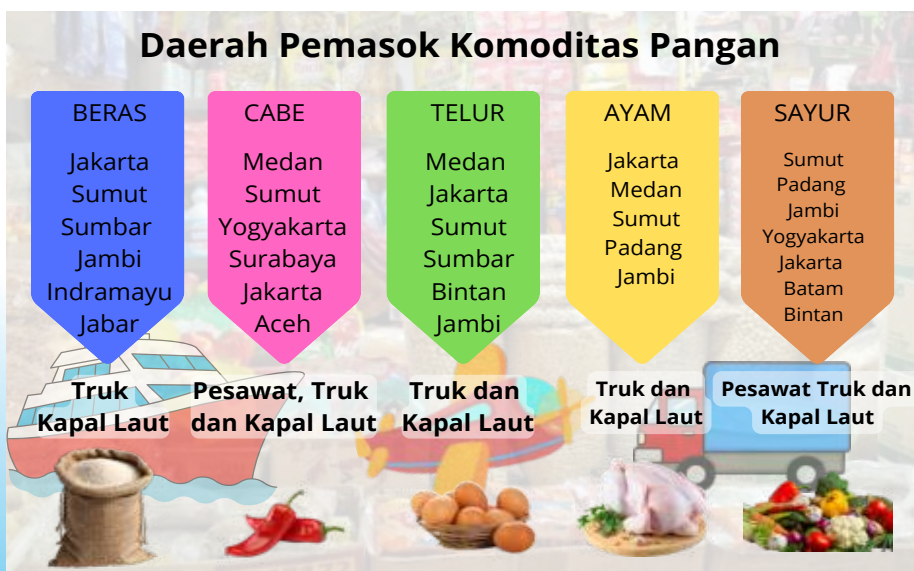 Daerah Pemasok Komoditas Pangan
BERAS
Jakarta
Sumut
Sumbar
Jambi
Indramayu
Jabar
Truk
Kapal Laut
CABE
Medan
Sumut
Yogyakarta
Surabaya
Jakarta
Aceh
Pesawat, Truk
dan Kapal Laut
TELUR
Medan
Jakarta
Sumut
Sumbar
Bintan
Jambi
Truk dan
Kapal Laut
AYAM
Jakarta
Medan
Sumut
Padang
Jambi
Truk dan
Kapal Laut
SAYUR
Sumut
Padang
Jambi
Yogyakarta
Jakarta
Batam
Bintan
Pesawat Truk dan
Kapal Laut